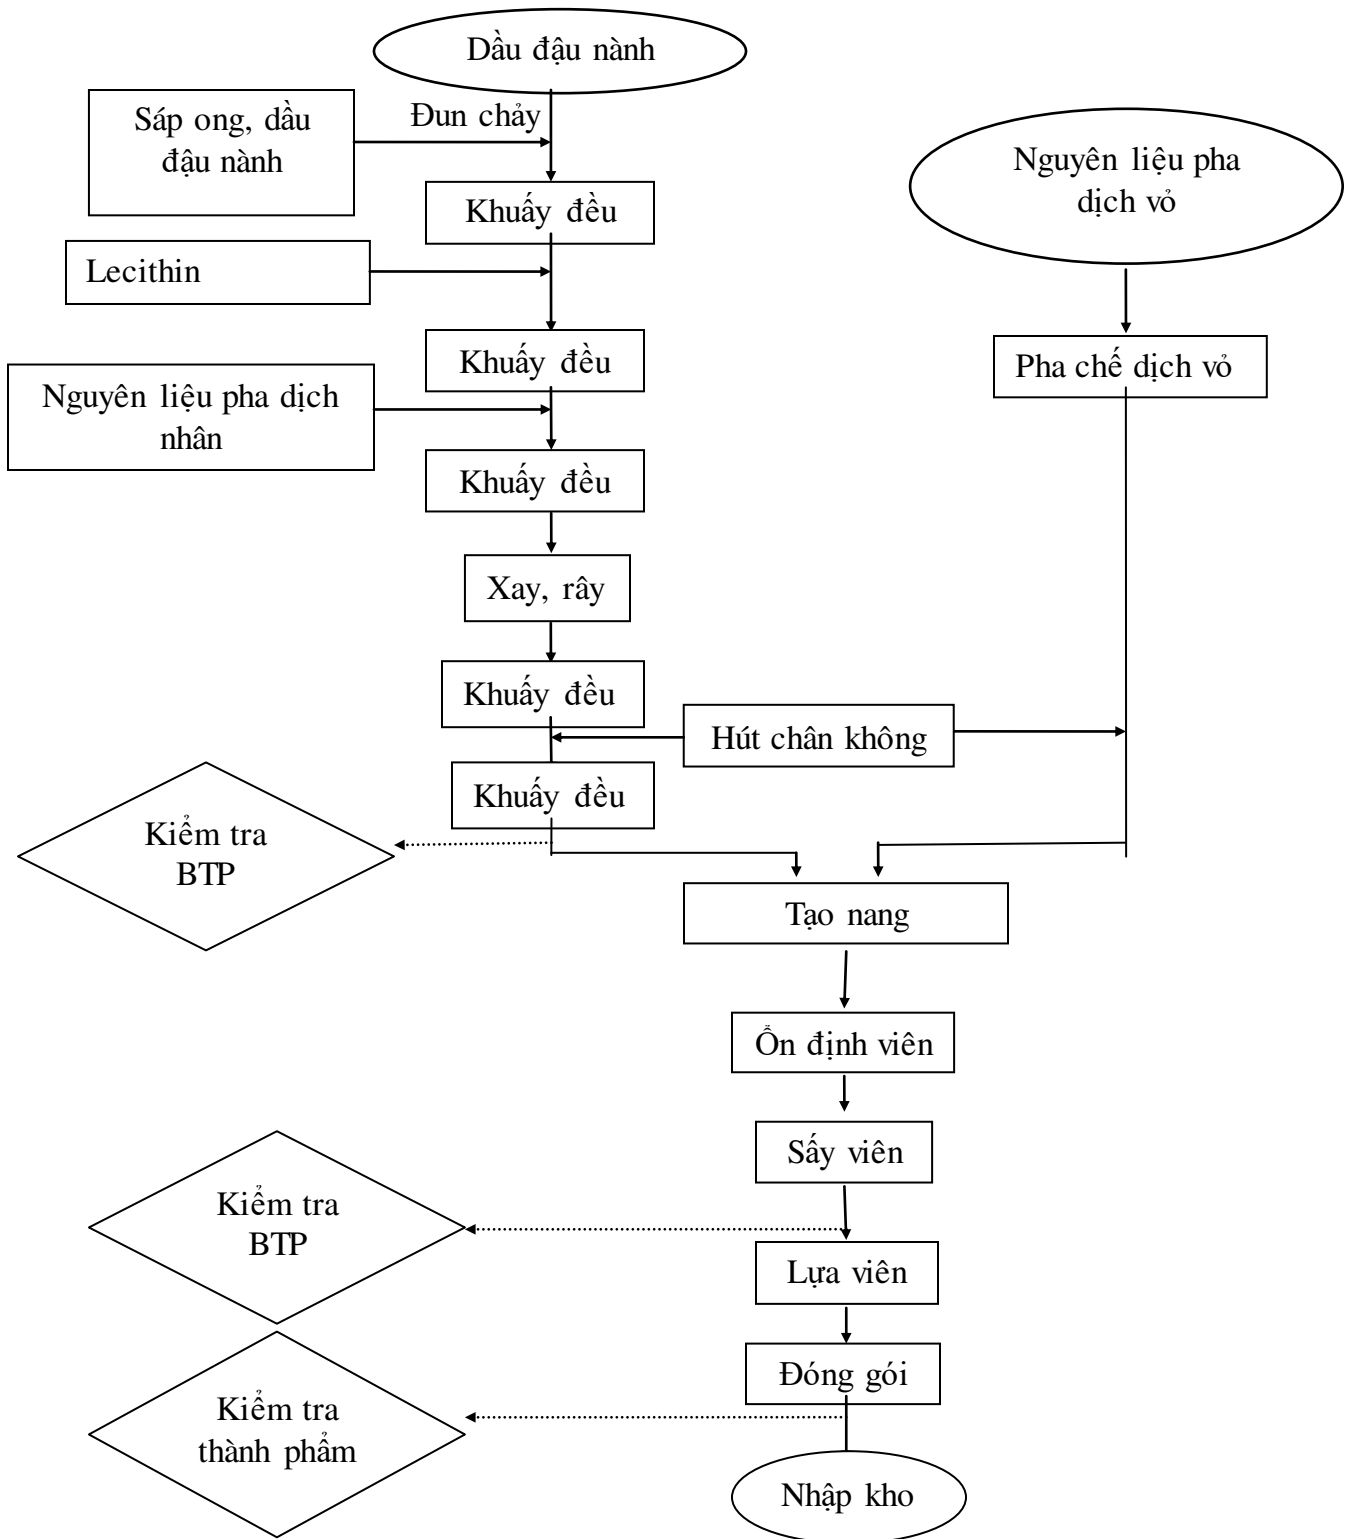 Dầu đậu nành
Sáp ong, dầu
đậu nành
Đun chảy
Nguyên liệu pha
dịch vỏ
Khuấy đều
Lecithin
Khuấy đều
Pha chế dịch vỏ
Nguyên liệu pha dịch
nhân
Khuấy đều
Xay, rây
Khuấy đều
Hút chân không
Khuấy đều
Kiểm tra
BTP
Tạo nang
Ổn định viên
Sấy viên
Kiểm tra
BTP
Lựa viên
Đóng gói
Kiểm tra
thành phẩm
Nhập kho